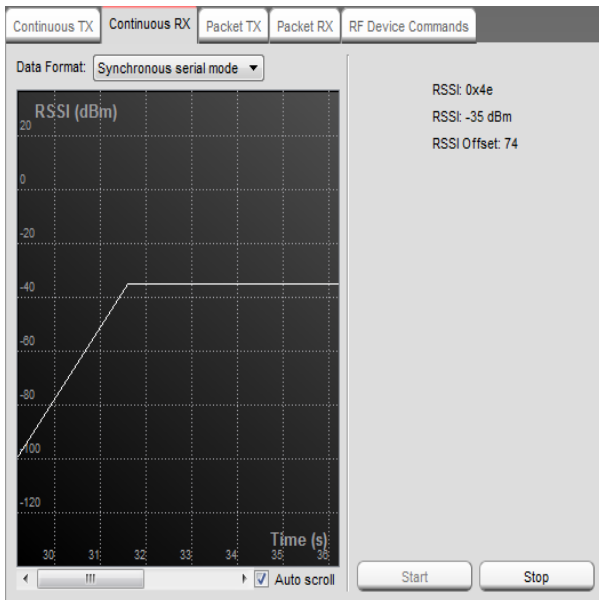 Continuous TX Continuous RX Packet TX Packet RX RF Device Commands
Data Format: Synchronous serial mode
RSSI (dBm)
20
0
-20
-40
-60
-80
-100
-120
Time (s)
30 31 32 33 34 35 36
Auto scroll
RSSI: 0x4e
RSSI: -35 dBm
RSSI Offset: 74
Start Stop